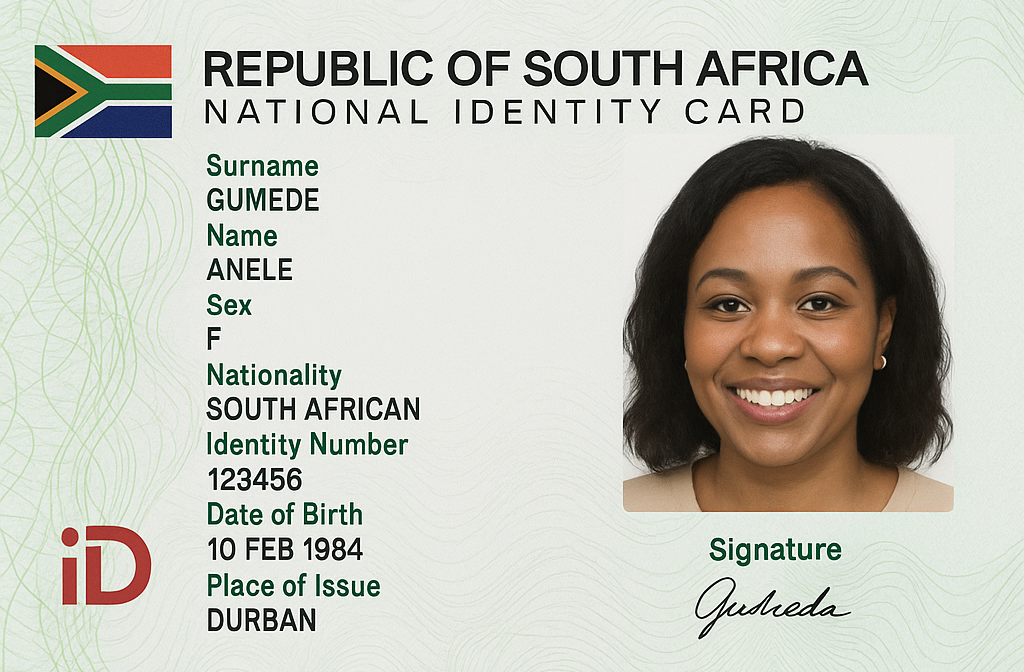 REPUBLIC OF SOUTH AFRICA
NATIONAL IDENTITY CARD
Surname
GUMEDE
Name
ANELE
Sex
F
Nationality
SOUTH AFRICAN
Identity Number
123456
Date of Birth
10 FEB 1984
Place of Issue
DURBAN
iD
Signature